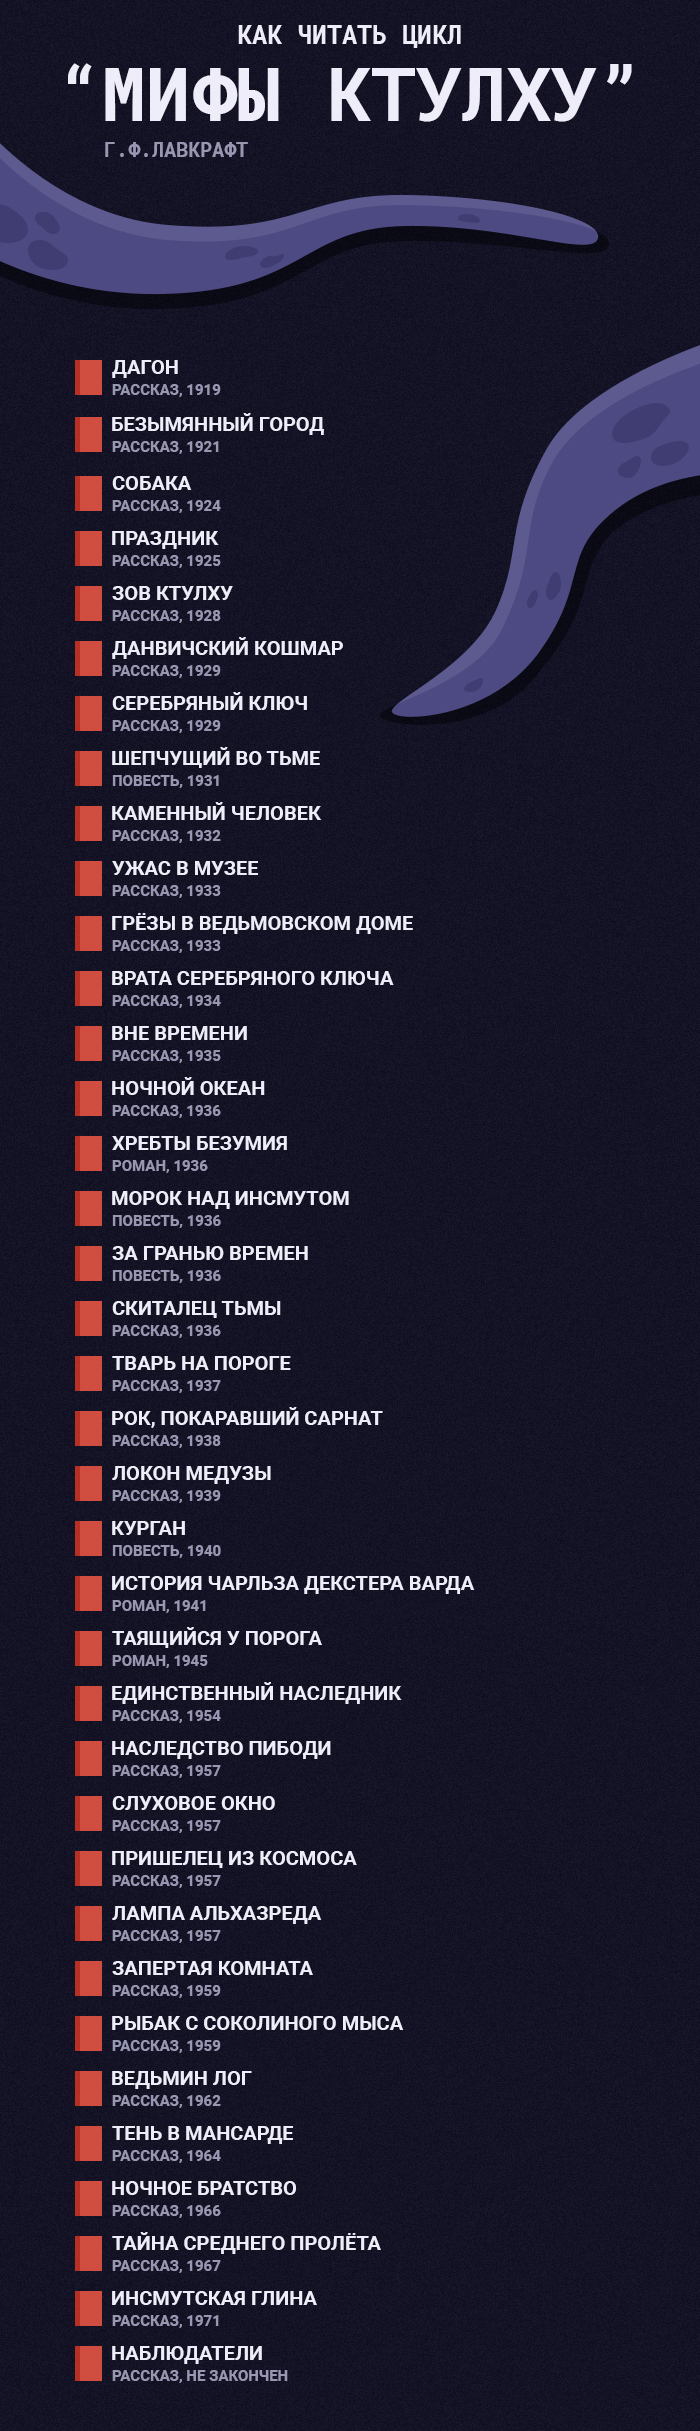 КАК ЧИТАТЬ ЦИКЛ
“МИФЫ КТУЛХУ”
Г.Ф.ЛАВКРАФТ
ДАГОН
РАССКАЗ, 1919
БЕЗЫМЯННЫЙ ГОРОД
РАССКАЗ, 1921
СОБАКА
РАССКАЗ, 1924
ПРАЗДНИК
РАССКАЗ, 1925
ЗОВ КТУЛХУ
РАССКАЗ, 1928
ДАНВИЧСКИЙ КОШМАР
РАССКАЗ, 1929
СЕРЕБРЯНЫЙ КЛЮЧ
РАССКАЗ, 1929
ШЕПЧУЩИЙ ВО ТЬМЕ
ПОВЕСТЬ, 1931
КАМЕННЫЙ ЧЕЛОВЕК
РАССКАЗ, 1932
УЖАС В МУЗЕЕ
РАССКАЗ, 1933
ГРЁЗЫ В ВЕДЬМОВСКОМ ДОМЕ
РАССКАЗ, 1933
ВРАТА СЕРЕБРЯНОГО КЛЮЧА
РАССКАЗ, 1934
ВНЕ ВРЕМЕНИ
РАССКАЗ, 1935
НОЧНОЙ ОКЕАН
РАССКАЗ, 1936
ХРЕБТЫ БЕЗУМИЯ
РОМАН, 1936
МОРОК НАД ИНСМУТОМ
ПОВЕСТЬ, 1936
ЗА ГРАНЬЮ ВРЕМЕН
ПОВЕСТЬ, 1936
СКИТАЛЕЦ ТЬМЫ
РАССКАЗ, 1936
ТВАРЬ НА ПОРОГЕ
РАССКАЗ, 1937
РОК, ПОКАРАВШИЙ САРНАТ
РАССКАЗ, 1938
ЛОКОН МЕДУЗЫ
РАССКАЗ, 1939
КУРГАН
ПОВЕСТЬ, 1940
ИСТОРИЯ ЧАРЛЬЗА ДЕКСТЕРА ВАРДА
РОМАН, 1941
ТАЯЩИЙСЯ У ПОРОГА
РОМАН, 1945
ЕДИНСТВЕННЫЙ НАСЛЕДНИК
РАССКАЗ, 1954
НАСЛЕДСТВО ПИБОДИ
РАССКАЗ, 1957
СЛУХОВОЕ ОКНО
РАССКАЗ, 1957
ПРИШЕЛЕЦ ИЗ КОСМОСА
РАССКАЗ, 1957
ЛАМПА АЛЬХАЗРЕДА
РАССКАЗ, 1957
ЗАПЕРТАЯ КОМНАТА
РАССКАЗ, 1959
РЫБАК С СОКОЛИНОГО МЫСА
РАССКАЗ, 1959
ВЕДЬМИН ЛОГ
РАССКАЗ, 1962
ТЕНЬ В МАНСАРДЕ
РАССКАЗ, 1964
НОЧНОЕ БРАТСТВО
РАССКАЗ, 1966
ТАЙНА СРЕДНЕГО ПРОЛЁТА
РАССКАЗ, 1967
ИНСМУТСКАЯ ГЛИНА
РАССКАЗ, 1971
НАБЛЮДАТЕЛИ
РАССКАЗ, НЕ ЗАКОНЧЕН